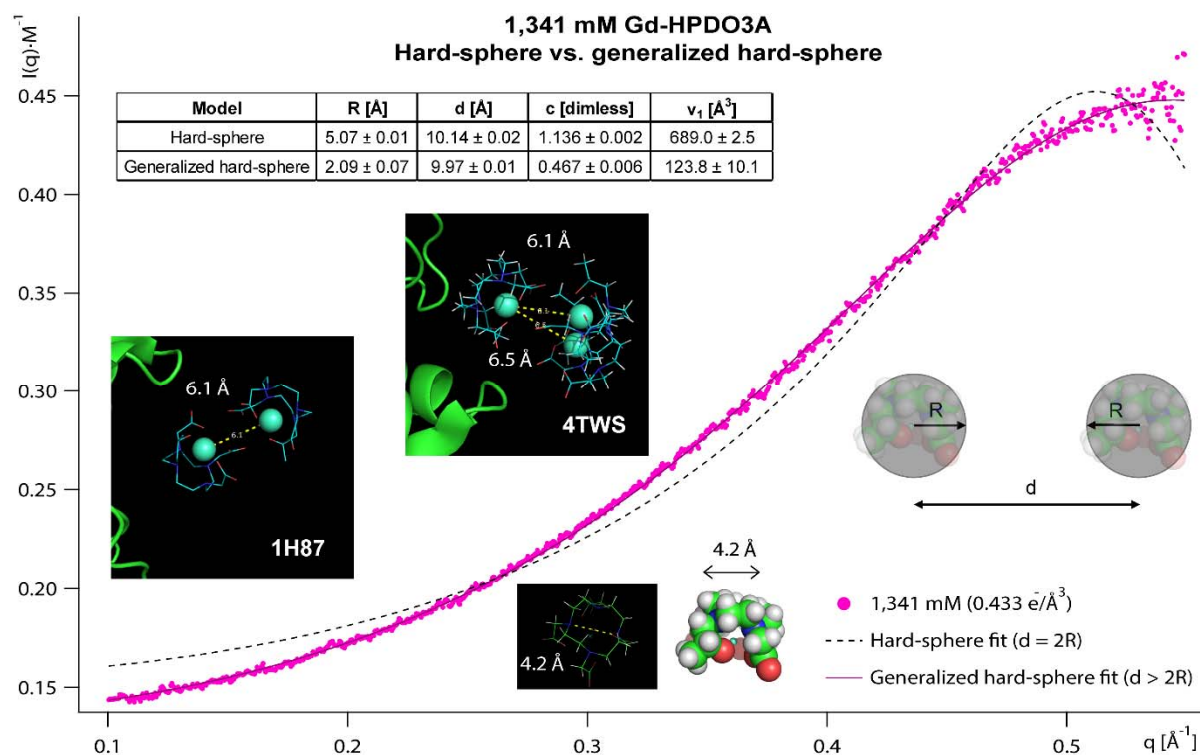 1,341 mM Gd-HPDO3A
Hard-sphere vs. generalized hard-sphere
I(q)·M⁻¹
Model R [Å] d [Å] c [dimless] v₁ [Å³]
Hard-sphere 5.07 ± 0.01 10.14 ± 0.02 1.136 ± 0.002 689.0 ± 2.5
Generalized hard-sphere 2.09 ± 0.07 9.97 ± 0.01 0.467 ± 0.006 123.8 ± 10.1
0.45
0.40
0.35
0.30
0.25
0.20
0.15
6.1 Å
6.1
6.5 Å
4TWS
6.1 Å
6.1
1H87
R
R
d
4.2 Å
4.2 Å
1,341 mM (0.433 e⁻/Å³)
Hard-sphere fit (d = 2R)
Generalized hard-sphere fit (d > 2R)
0.1 0.2 0.3 0.4 0.5 q [Å⁻¹]